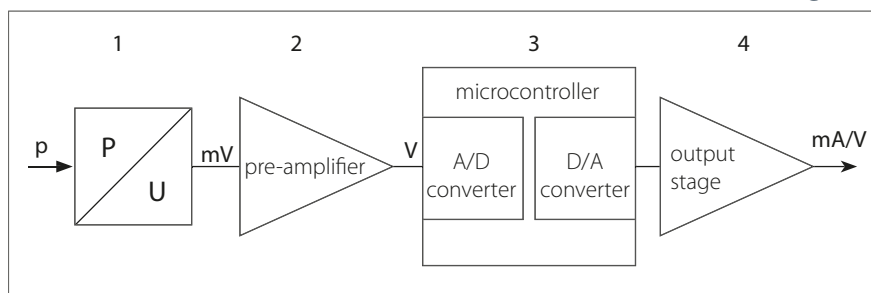 1 2 3 4
microcontroller
p P U mV pre-amplifier V A/D converter D/A converter output stage mA/V